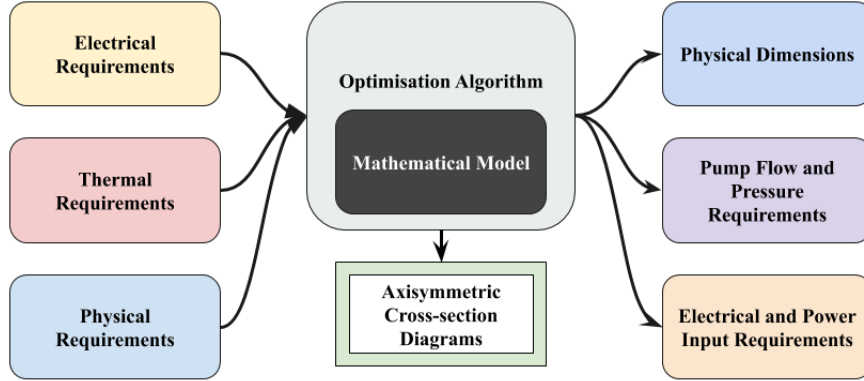 Electrical
Requirements
Thermal
Requirements
Physical
Requirements
Optimisation Algorithm
Mathematical Model
Axisymmetric
Cross-section
Diagrams
Physical Dimensions
Pump Flow and
Pressure
Requirements
Electrical and Power
Input Requirements